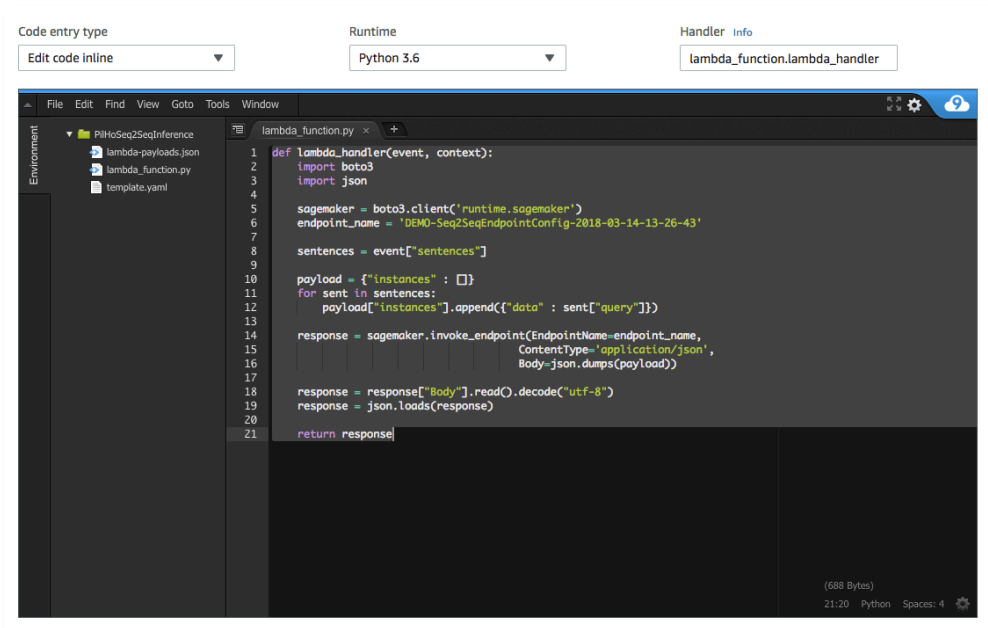 Code entry type
Runtime
Handler Info
Edit code inline
Python 3.6
lambda_function.lambda_handler
File Edit Find View Goto Tools Window
9
Environment
PilHoSeq2SeqInference
lambda-payloads.json
lambda_function.py
template.yaml
lambda_function.py × +
1 def lambda_handler(event, context):
2     import boto3
3     import json
4
5     sagemaker = boto3.client('runtime.sagemaker')
6     endpoint_name = 'DEMO-Seq2SeqEndpointConfig-2018-03-14-13-26-43'
7
8     sentences = event["sentences"]
9
10     payload = {"instances" : []}
11     for sent in sentences:
12         payload["instances"].append({"data" : sent["query"]})
13
14     response = sagemaker.invoke_endpoint(EndpointName=endpoint_name,
15                                        ContentType='application/json',
16                                        Body=json.dumps(payload))
17
18     response = response["Body"].read().decode("utf-8")
19     response = json.loads(response)
20
21     return response
(688 Bytes)
21:20 Python Spaces: 4